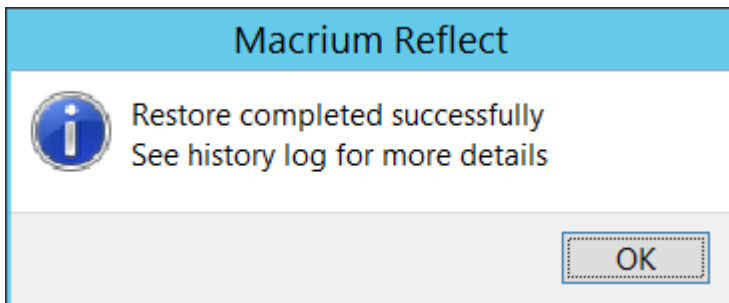 Macrium Reflect
Restore completed successfully
See history log for more details
OK